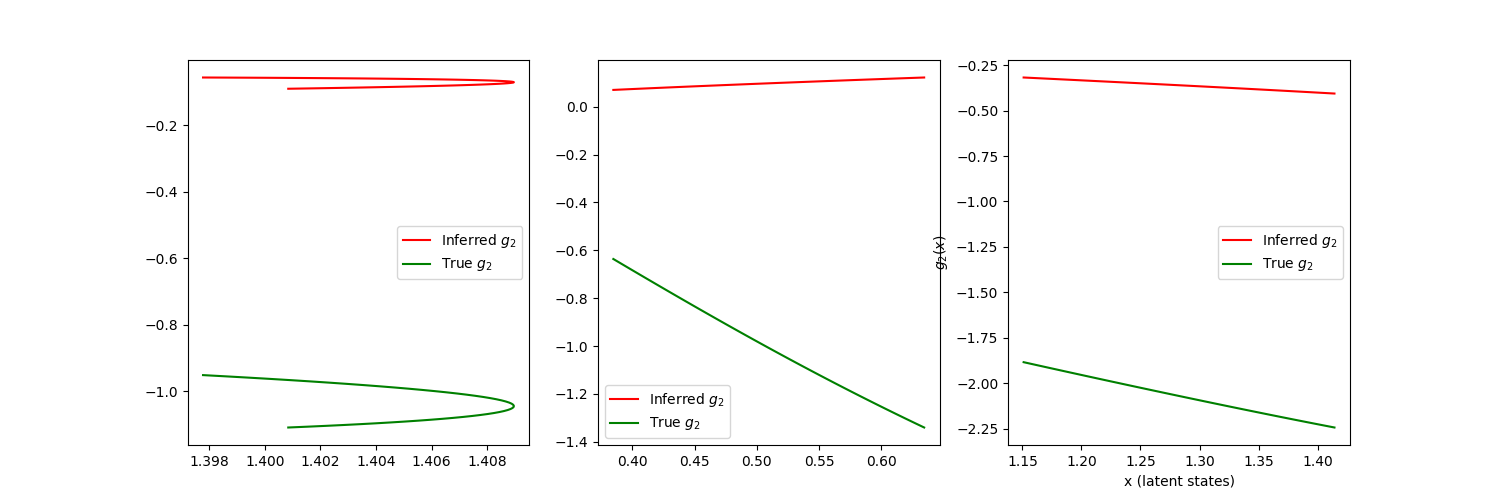 −0.2
−0.4
−0.6
−0.8
−1.0
1.398 1.400 1.402 1.404 1.406 1.408
Inferred g₂
True g₂
0.0
−0.2
−0.4
−0.6
−0.8
−1.0
−1.2
−1.4
0.40 0.45 0.50 0.55 0.60
Inferred g₂
True g₂
g₂(x)
−0.25
−0.50
−0.75
−1.00
−1.25
−1.50
−1.75
−2.00
−2.25
1.15 1.20 1.25 1.30 1.35 1.40
x (latent states)
Inferred g₂
True g₂